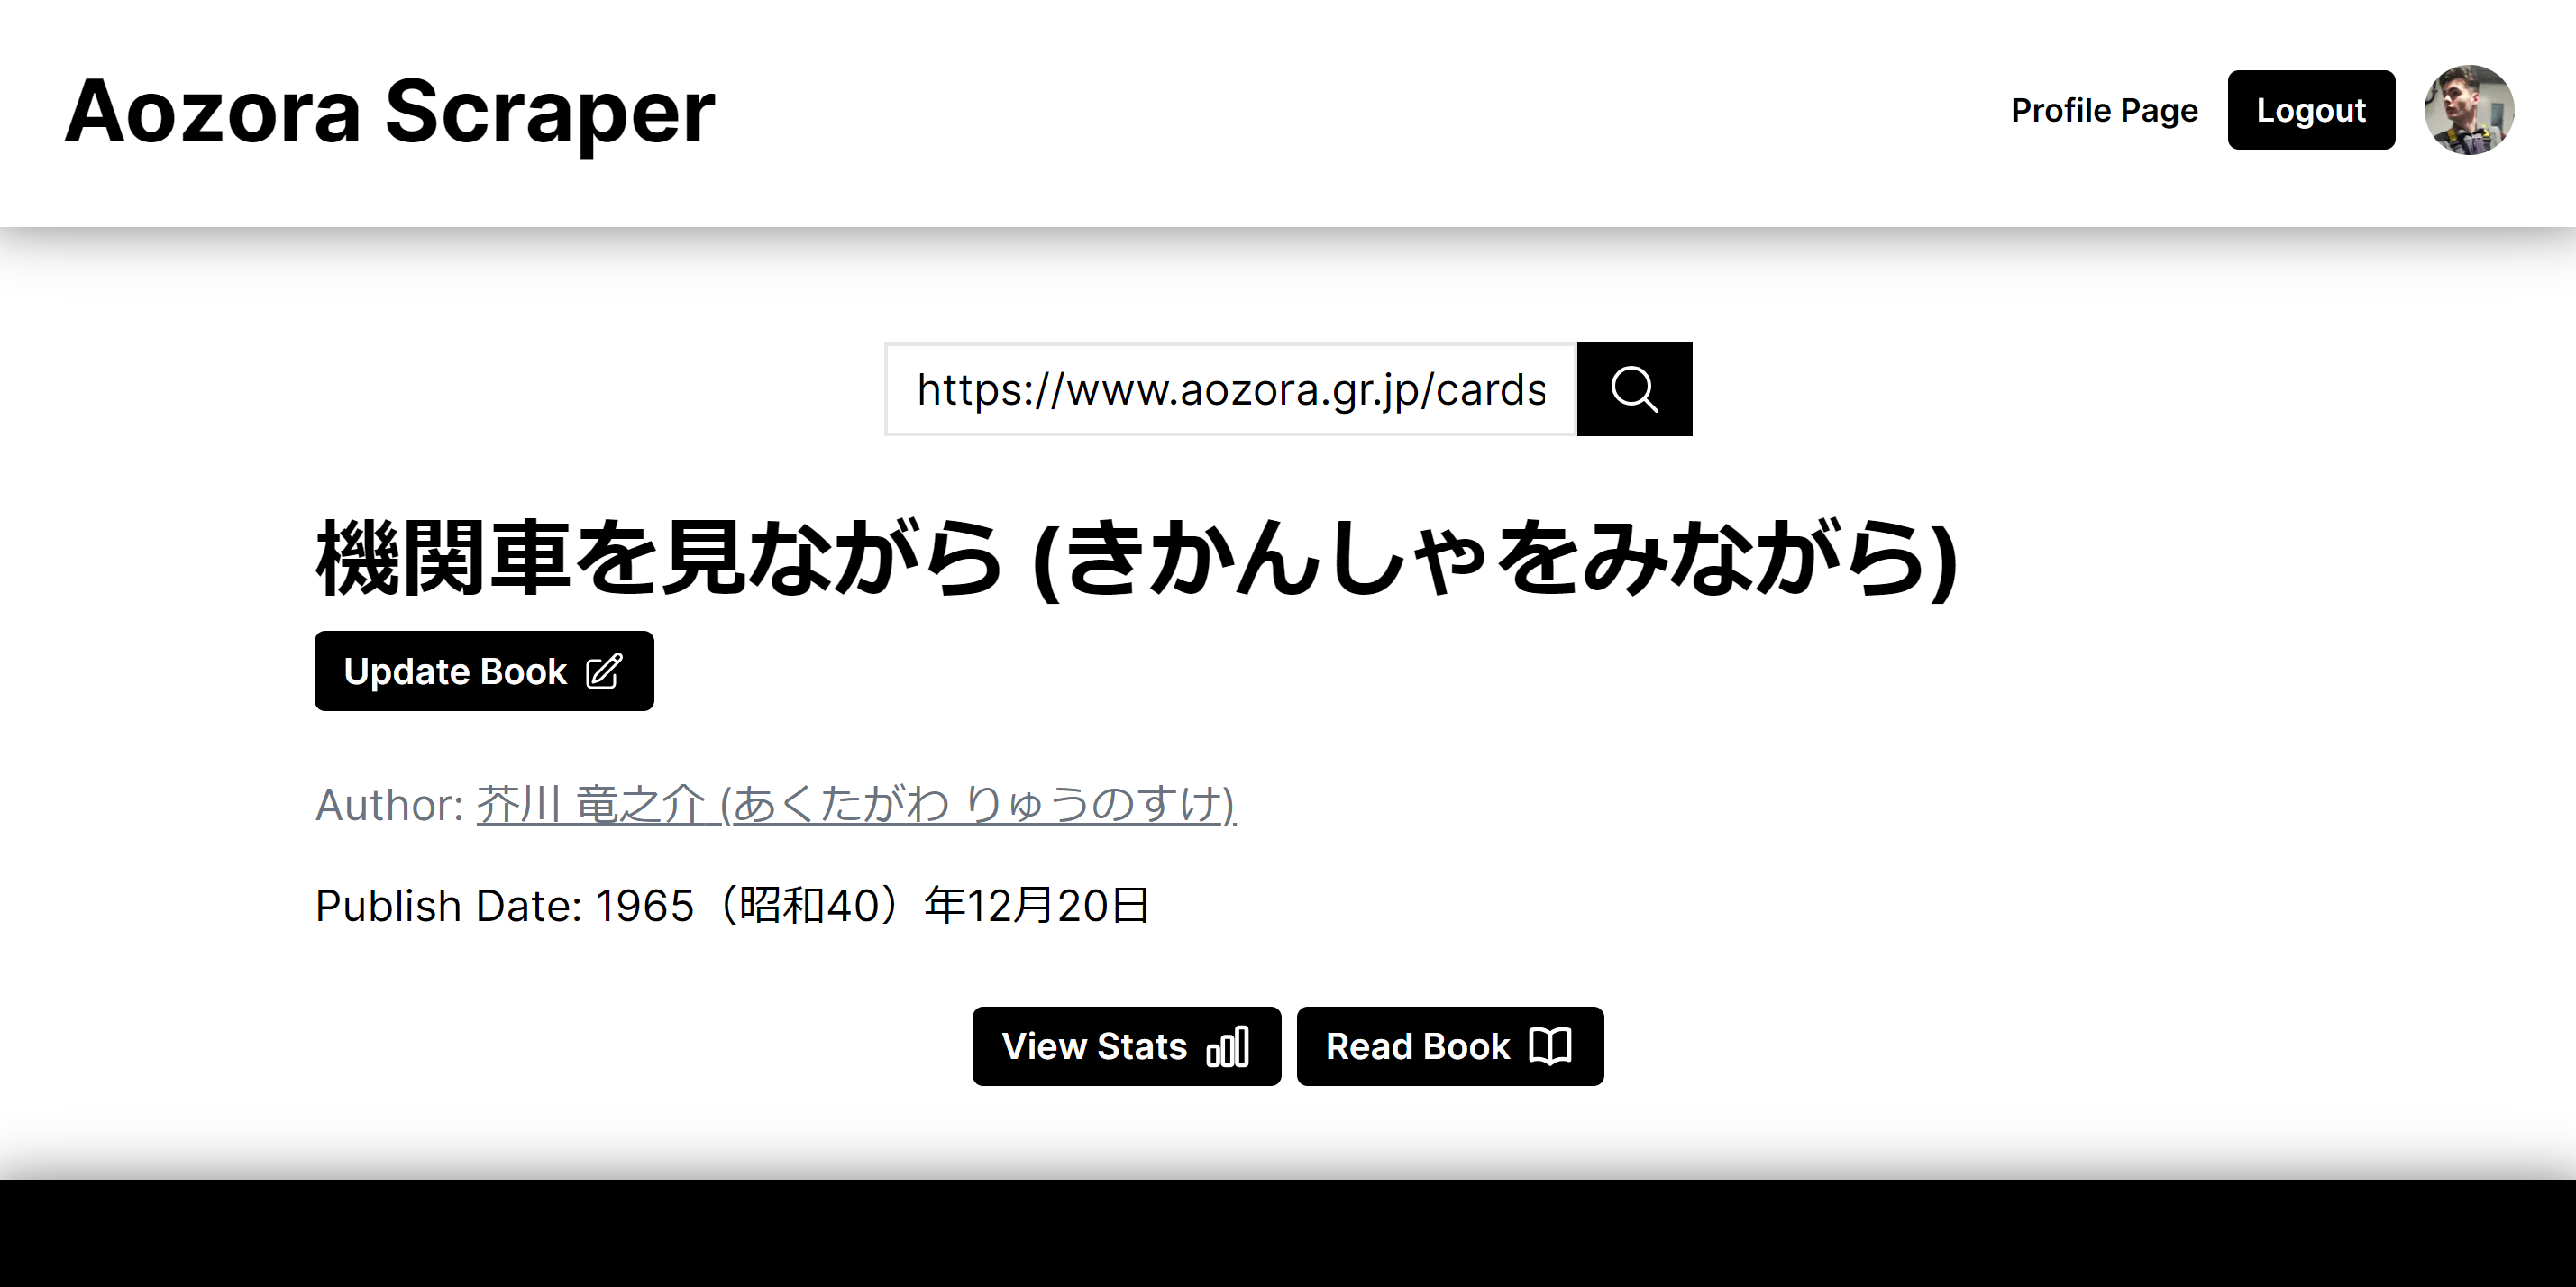 Aozora Scraper
Profile Page
Logout
https://www.aozora.gr.jp/cards
機関車を見ながら (きかんしゃをみながら)
Update Book
Author: 芥川 竜之介 (あくたがわ りゅうのすけ)
Publish Date: 1965（昭和40）年12月20日
View Stats
Read Book